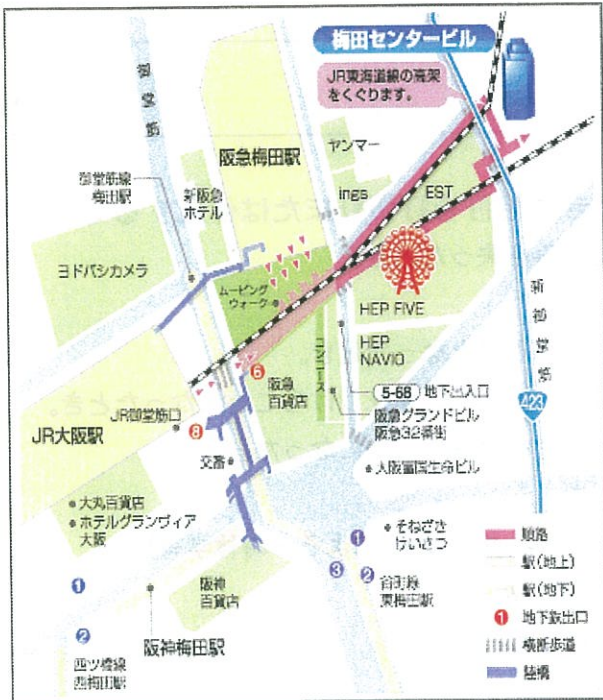 梅田センタービル
JR東海道線の高架
をくぐります。
御堂筋
阪急梅田駅
ヤンマー
御堂筋線
梅田駅
新阪急
ホテル
ings
EST
ヨドバシカメラ
ムービング
ウォーク
HEP FIVE
新御堂筋
HEP
NAVIO
コンコース
6
阪急
百貨店
5-68 地下出入口
423
JR御堂筋口
8
阪急グランドビル
阪急32番街
JR大阪駅
交番
大阪富国生命ビル
大丸百貨店
ホテルグランヴィア
大阪
1
そねざき
けいさつ
順路
3
2
谷町線
東梅田駅
駅(地上)
1
阪神
百貨店
駅(地下)
1 地下鉄出口
2
阪神梅田駅
横断歩道
四ツ橋線
西梅田駅
陸橋